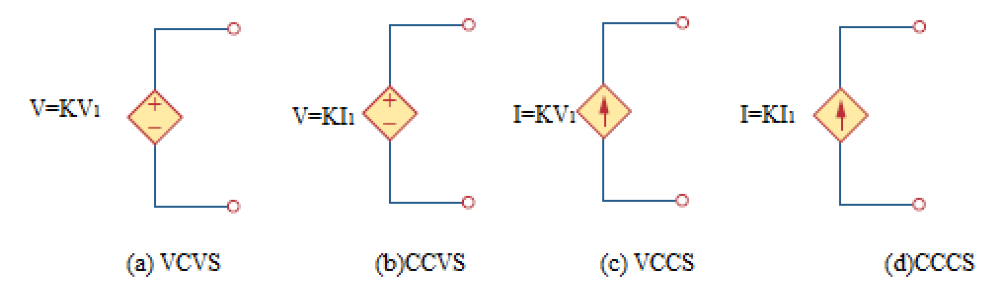 V=KV₁
V=KI₁
I=KV₁
I=KI₁
+
−
+
−
(a) VCVS
(b)CCVS
(c) VCCS
(d)CCCS